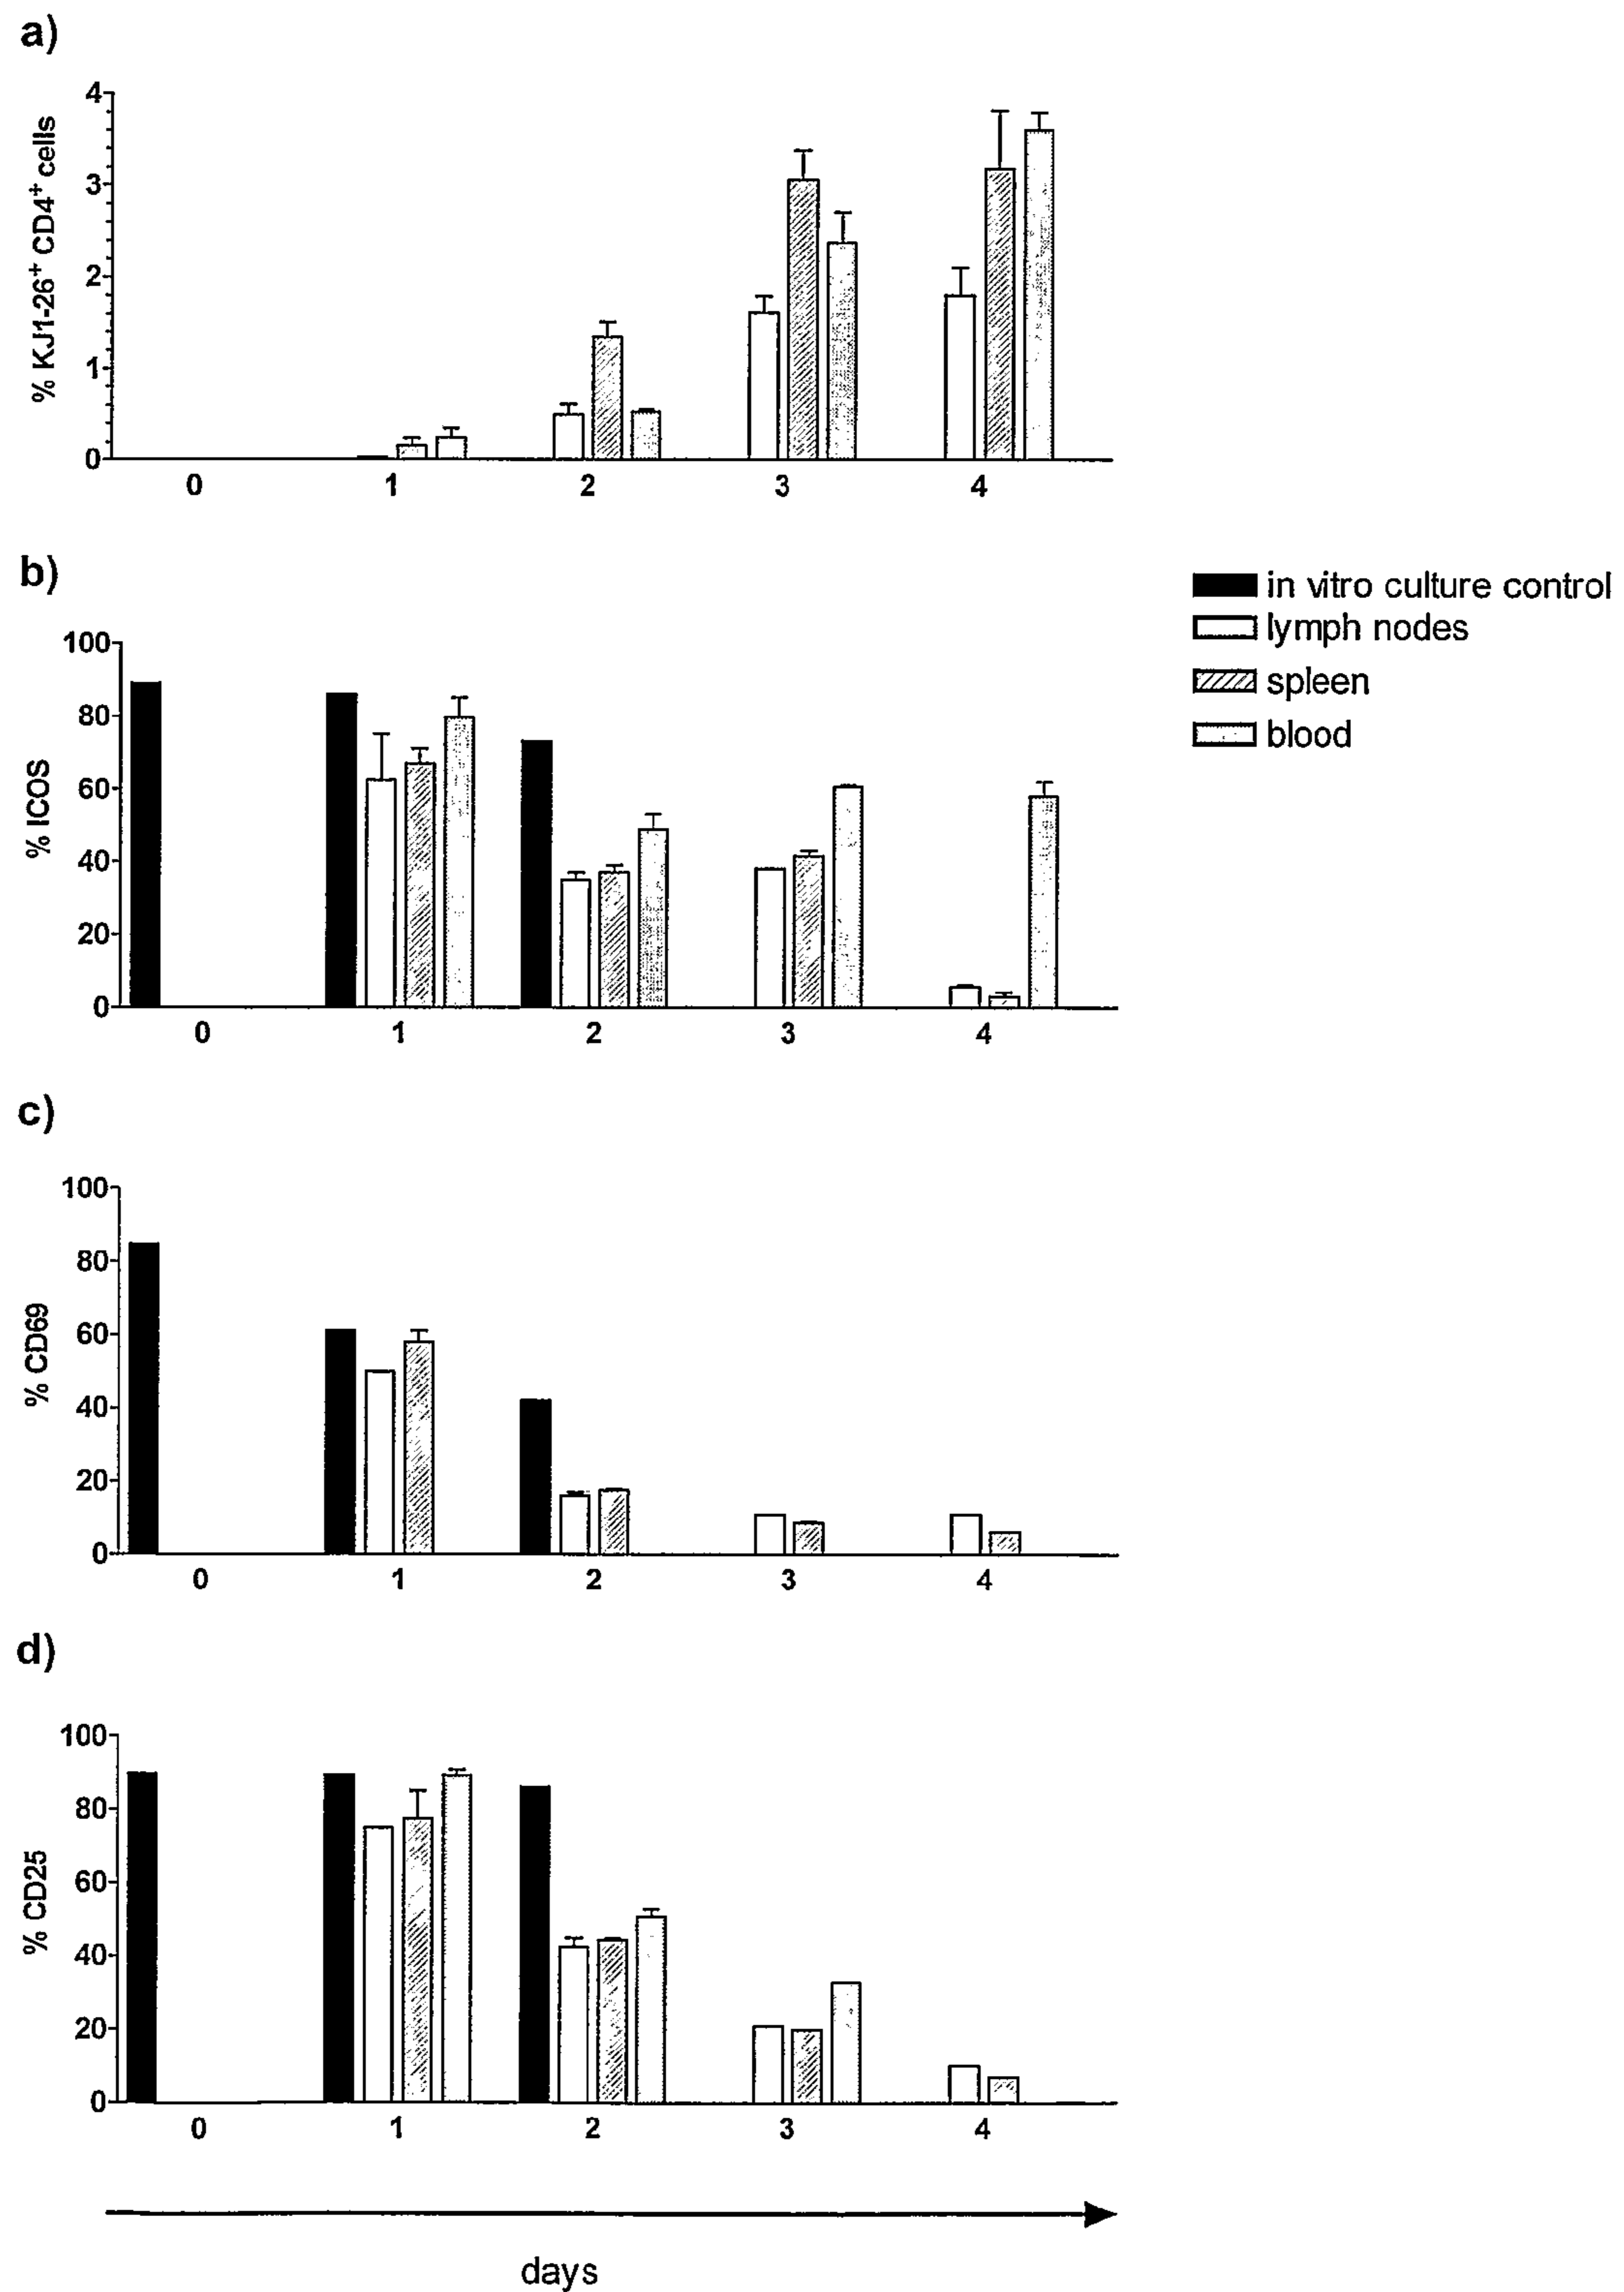 a)
% KJ1-26⁺ CD4⁺ cells
4
3
2
1
0
0 1 2 3 4
b)
% ICOS
100
80
60
40
20
0
0 1 2 3 4
in vitro culture control
lymph nodes
spleen
blood
c)
% CD69
100
80
60
40
20
0
0 1 2 3 4
d)
% CD25
100
80
60
40
20
0
0 1 2 3 4
days